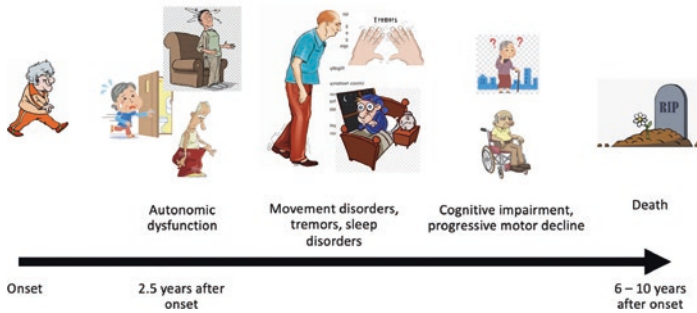 Tremors
RIP
Autonomic
dysfunction
Movement disorders,
tremors, sleep
disorders
Cognitive impairment,
progressive motor decline
Death
Onset
2.5 years after
onset
6 – 10 years
after onset